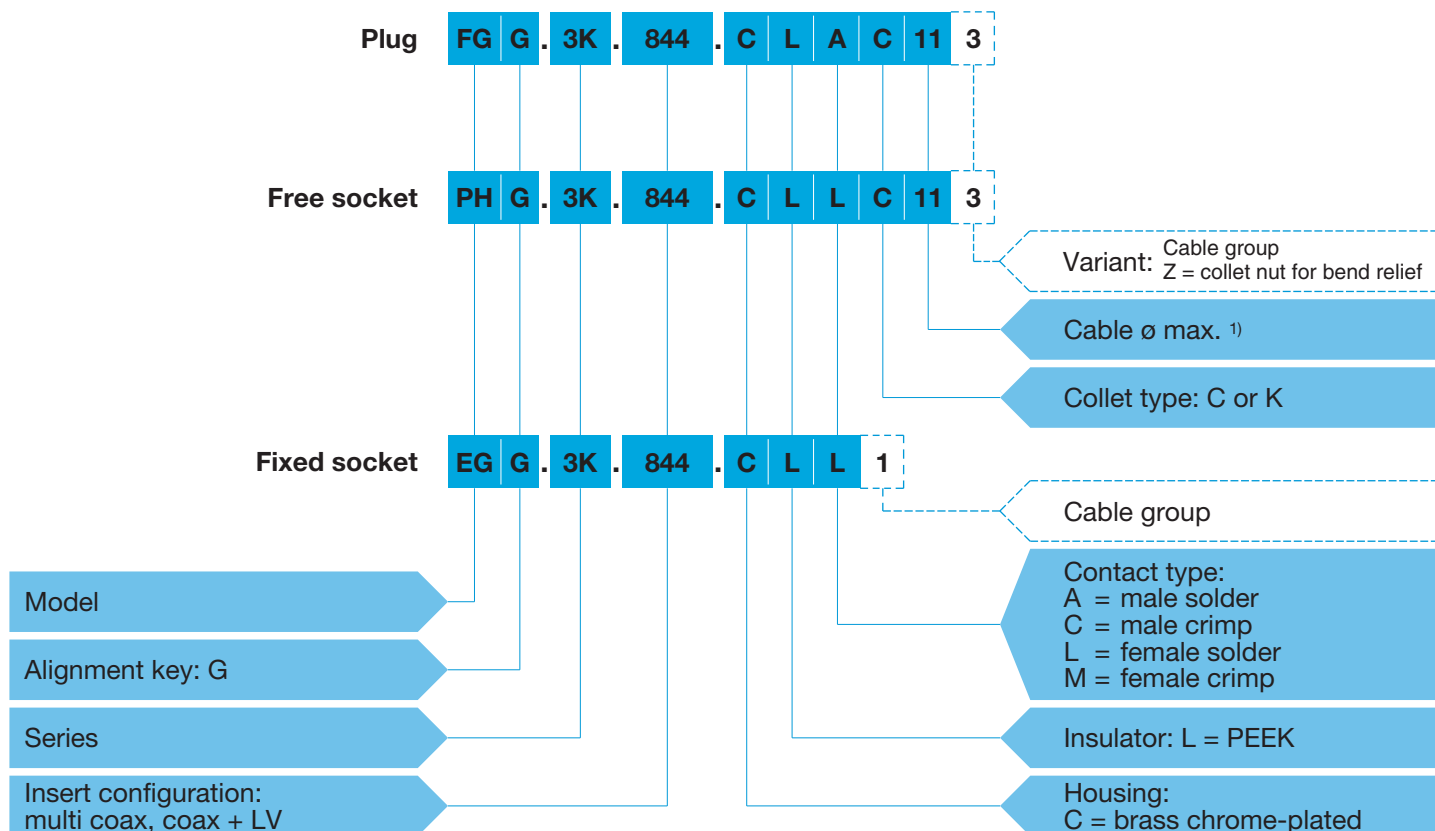 Plug FG G . 3K . 844 . C L A C 11 3
Free socket PH G . 3K . 844 . C L L C 11 3
Variant: Cable group
Z = collet nut for bend relief
Cable ø max. 1)
Collet type: C or K
Fixed socket EG G . 3K . 844 . C L L 1
Cable group
Contact type:
A = male solder
C = male crimp
L = female solder
M = female crimp
Model
Alignment key: G
Series
Insulator: L = PEEK
Insert configuration:
multi coax, coax + LV
Housing:
C = brass chrome-plated